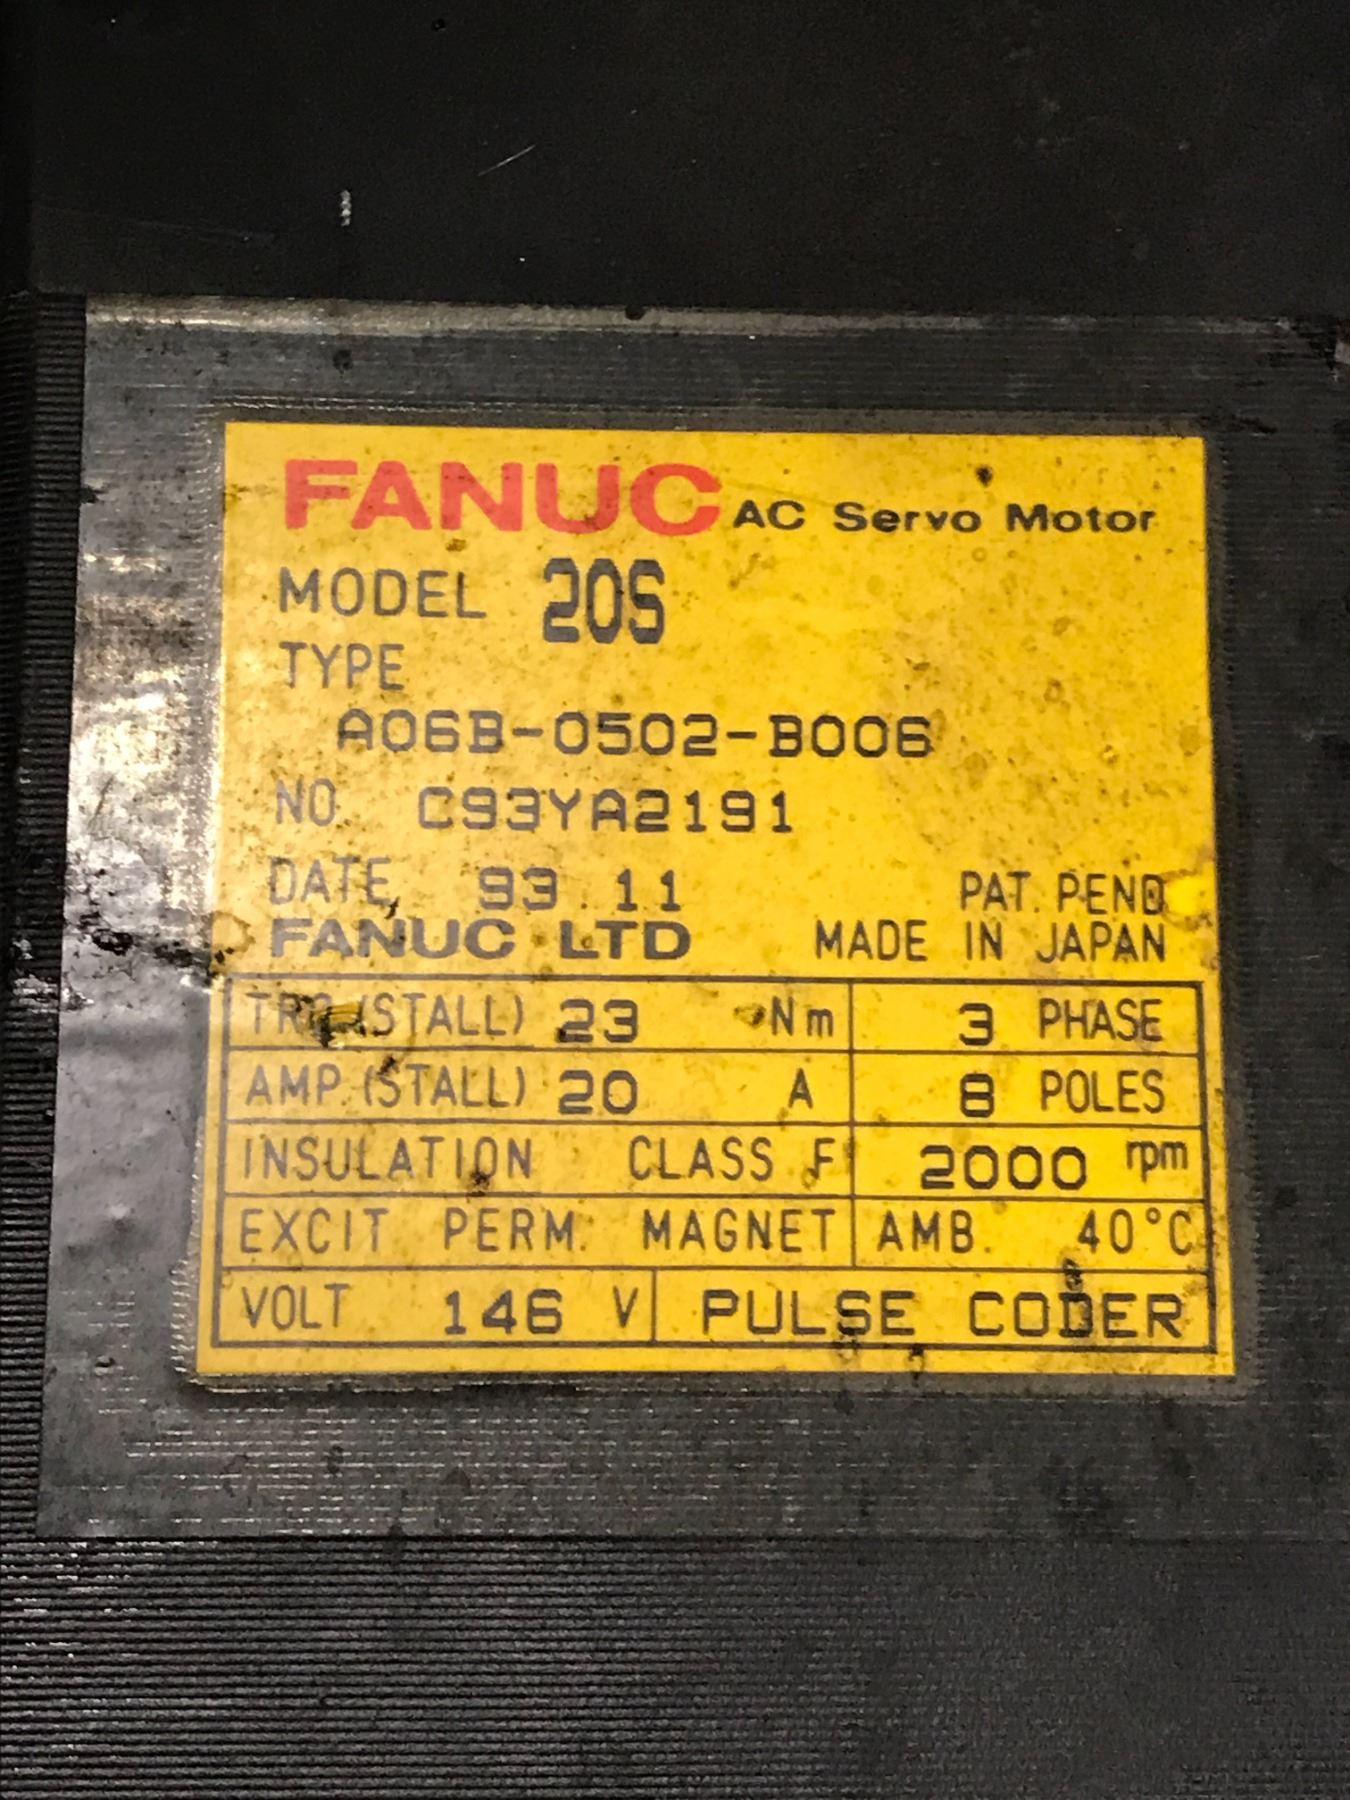 FANUC AC Servo Motor
MODEL 20S
TYPE
A06B-0502-B006
NO. C93YA2191
DATE 93.11 PAT. PEND
FANUC LTD MADE IN JAPAN
TRQ.(STALL) 23 Nm 3 PHASE
AMP.(STALL) 20 A 8 POLES
INSULATION CLASS F 2000 rpm
EXCIT PERM. MAGNET AMB. 40°C
VOLT 146 V PULSE CODER